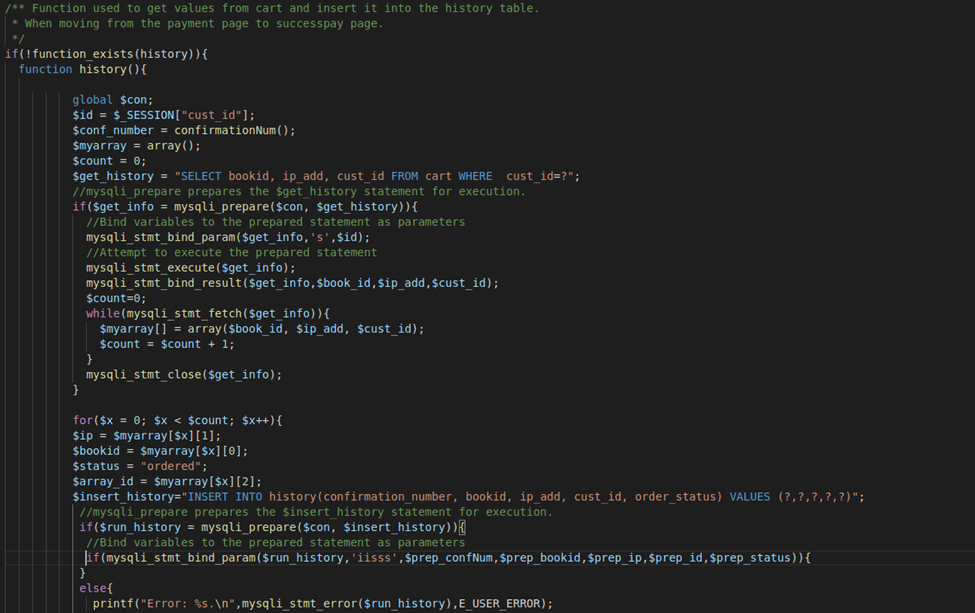 /** Function used to get values from cart and insert it into the history table.
* When moving from the payment page to successpay page.
*/
if(!function_exists(history)){
function history(){
global $con;
$id = $_SESSION["cust_id"];
$conf_number = confirmationNum();
$myarray = array();
$count = 0;
$get_history = "SELECT bookid, ip_add, cust_id FROM cart WHERE  cust_id=?";
//mysqli_prepare prepares the $get_history statement for execution.
if($get_info = mysqli_prepare($con, $get_history)){
//Bind variables to the prepared statement as parameters
mysqli_stmt_bind_param($get_info,'s',$id);
//Attempt to execute the prepared statement
mysqli_stmt_execute($get_info);
mysqli_stmt_bind_result($get_info,$book_id,$ip_add,$cust_id);
$count=0;
while(mysqli_stmt_fetch($get_info)){
$myarray[] = array($book_id, $ip_add, $cust_id);
$count = $count + 1;
}
mysqli_stmt_close($get_info);
}
for($x = 0; $x < $count; $x++){
$ip = $myarray[$x][1];
$bookid = $myarray[$x][0];
$status = "ordered";
$array_id = $myarray[$x][2];
$insert_history="INSERT INTO history(confirmation_number, bookid, ip_add, cust_id, order_status) VALUES (?,?,?,?,?)";
//mysqli_prepare prepares the $insert_history statement for execution.
if($run_history = mysqli_prepare($con, $insert_history)){
//Bind variables to the prepared statement as parameters
if(mysqli_stmt_bind_param($run_history,'iisss',$prep_confNum,$prep_bookid,$prep_ip,$prep_id,$prep_status)){
}
else{
printf("Error: %s.\n",mysqli_stmt_error($run_history),E_USER_ERROR);